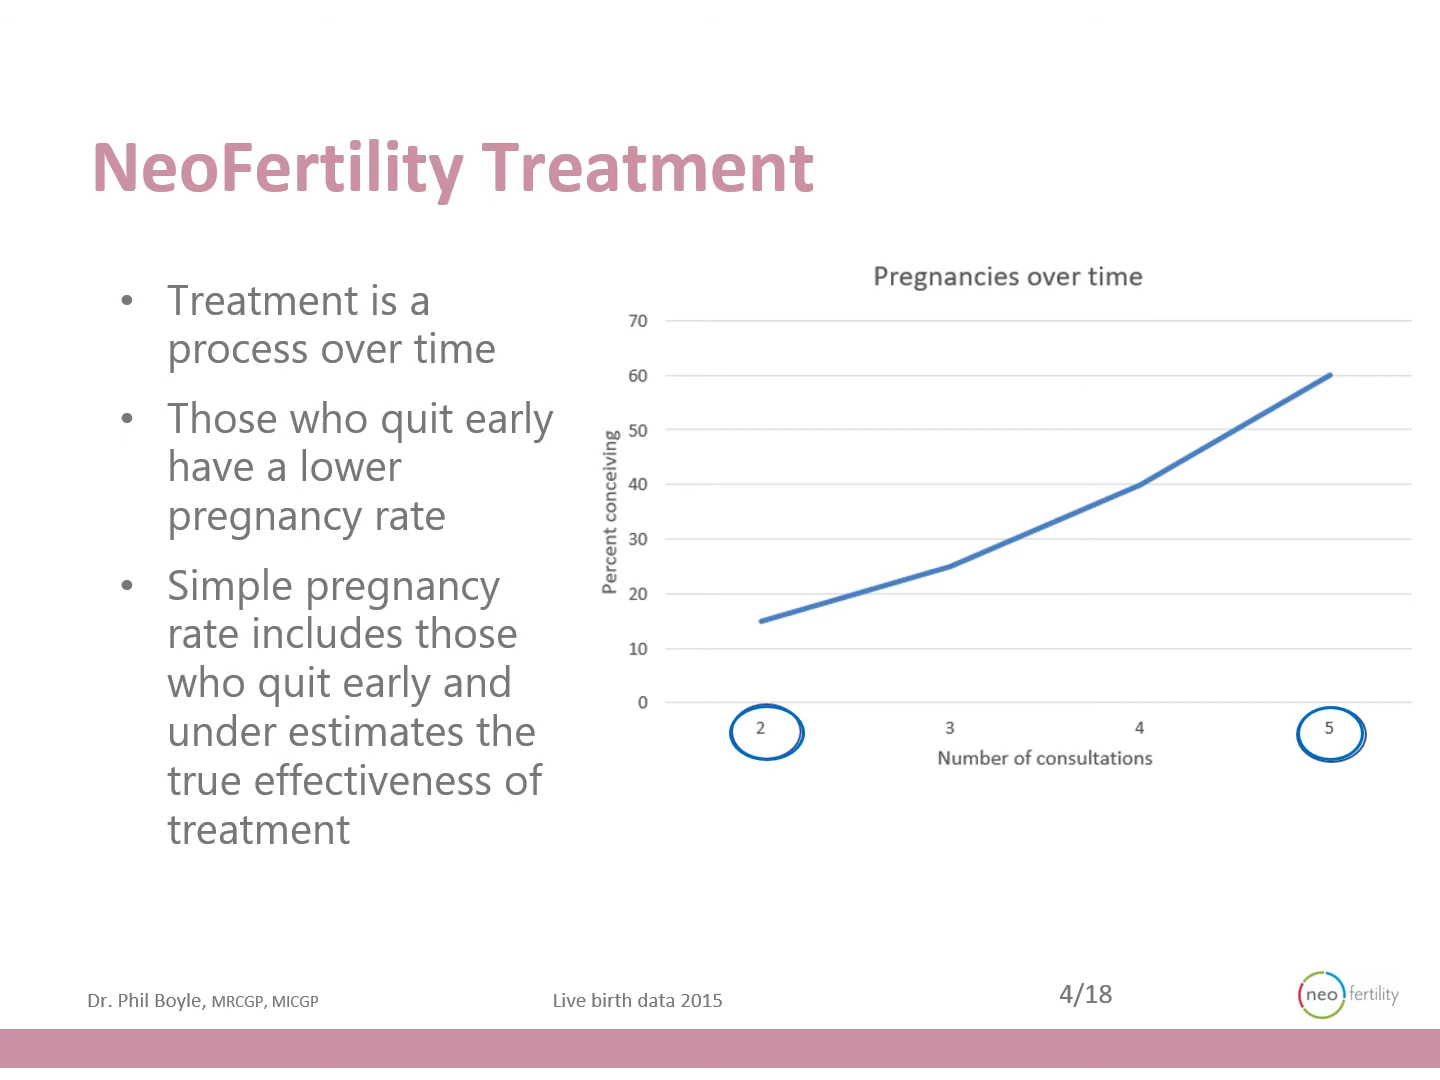 NeoFertility Treatment
• Treatment is a
process over time
• Those who quit early
have a lower
pregnancy rate
• Simple pregnancy
rate includes those
who quit early and
under estimates the
true effectiveness of
treatment
Pregnancies over time
70
60
50
40
30
20
10
0
Percent conceiving
2 3 4 5
Number of consultations
Dr. Phil Boyle, MRCGP, MICGP
Live birth data 2015
4/18
neo fertility